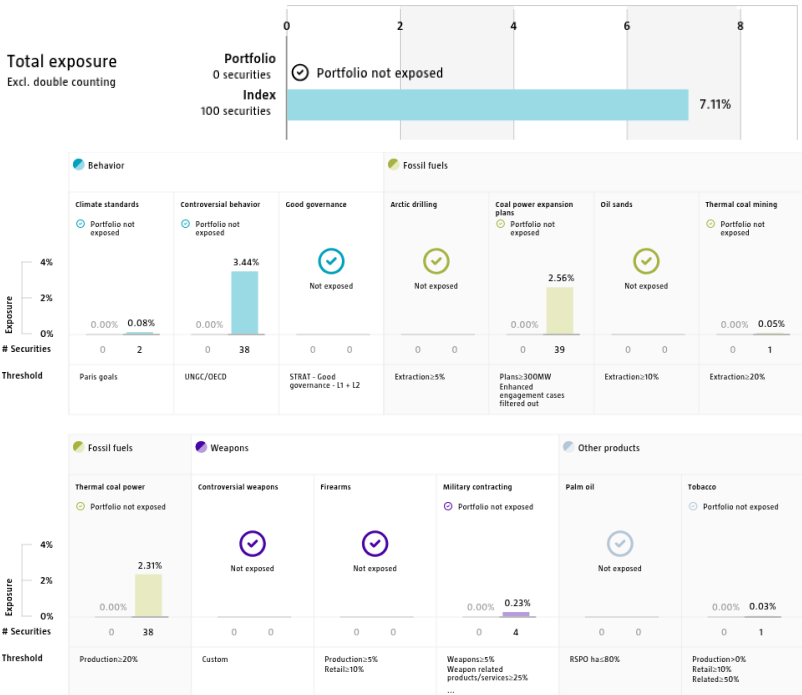 0 2 4 6 8
Total exposure
Excl. double counting
Portfolio
0 securities
Portfolio not exposed
Index
100 securities
7.11%
Behavior
Fossil fuels
Climate standards
Portfolio not
exposed
Controversial behavior
Portfolio not
exposed
Good governance
Not exposed
Arctic drilling
Not exposed
Coal power expansion
plans
Portfolio not
exposed
Oil sands
Not exposed
Thermal coal mining
Portfolio not
exposed
Exposure
4%
2%
0%
0.00% 0.08%
0.00% 3.44%
0.00% 2.56%
0.00% 0.05%
# Securities 0 2 0 38 0 0 0 0 0 39 0 0 0 1
Threshold
Paris goals
UNGC/OECD
STRAT - Good
governance - L1 + L2
Extraction≥5%
Plans≥300MW
Enhanced
engagement cases
filtered out
Extraction≥10%
Extraction≥20%
Fossil fuels
Weapons
Other products
Thermal coal power
Portfolio not exposed
Controversial weapons
Not exposed
Firearms
Not exposed
Military contracting
Portfolio not exposed
Palm oil
Not exposed
Tobacco
Portfolio not exposed
Exposure
4%
2%
0%
0.00% 2.31%
0.00% 0.23%
0.00% 0.03%
# Securities 0 38 0 0 0 0 0 4 0 0 0 1
Threshold
Production≥20%
Custom
Production≥5%
Retail≥10%
Weapons≥5%
Weapon related
products/services≥25%
...
RSPO ha≤80%
Production>0%
Retail≥10%
Related≥50%